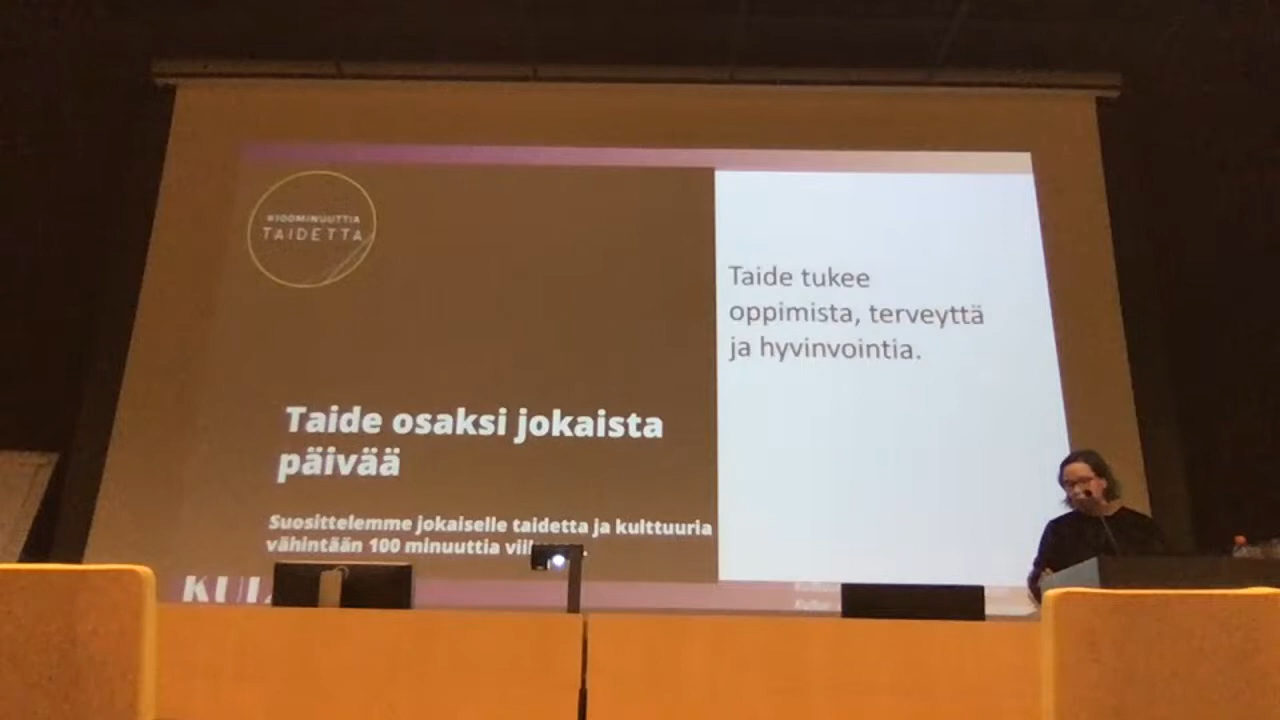 #100MINUUTTIA
TAIDETTA
Taide osaksi jokaista
päivää
Suosittelemme jokaiselle taidetta ja kulttuuria
vähintään 100 minuuttia
Taide tukee
oppimista, terveyttä
ja hyvinvointia.